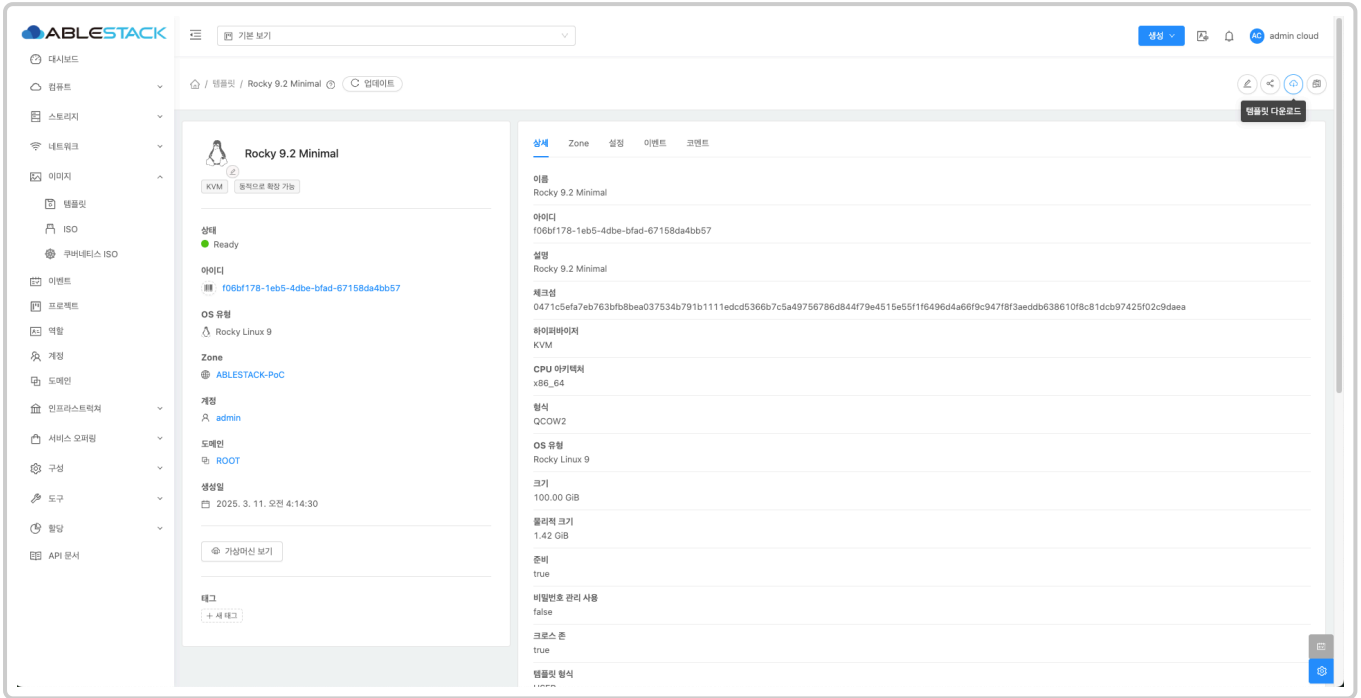 ABLESTACK
기본 보기
생성
AC admin cloud
대시보드
컴퓨트
스토리지
네트워크
이미지
템플릿
ISO
쿠버네티스 ISO
이벤트
프로젝트
역할
계정
도메인
인프라스트럭쳐
서비스 오퍼링
구성
도구
할당
API 문서
/ 템플릿 / Rocky 9.2 Minimal 업데이트
템플릿 다운로드
Rocky 9.2 Minimal
KVM 동적으로 확장 가능
상태
Ready
아이디
f06bf178-1eb5-4dbe-bfad-67158da4bb57
OS 유형
Rocky Linux 9
Zone
ABLESTACK-PoC
계정
admin
도메인
ROOT
생성일
2025. 3. 11. 오전 4:14:30
가상머신 보기
태그
+ 새 태그
상세 Zone 설정 이벤트 코멘트
이름
Rocky 9.2 Minimal
아이디
f06bf178-1eb5-4dbe-bfad-67158da4bb57
설명
Rocky 9.2 Minimal
체크섬
0471c5efa7eb763bfb8bea037534b791b1111edcd5366b7c5a49756786d844f79e4515e55f1f6496d4a66f9c947f8f3aeddb638610f8c81dcb97425f02c9daea
하이퍼바이저
KVM
CPU 아키텍처
x86_64
형식
QCOW2
OS 유형
Rocky Linux 9
크기
100.00 GiB
물리적 크기
1.42 GiB
준비
true
비밀번호 관리 사용
false
크로스 존
true
템플릿 형식
USER